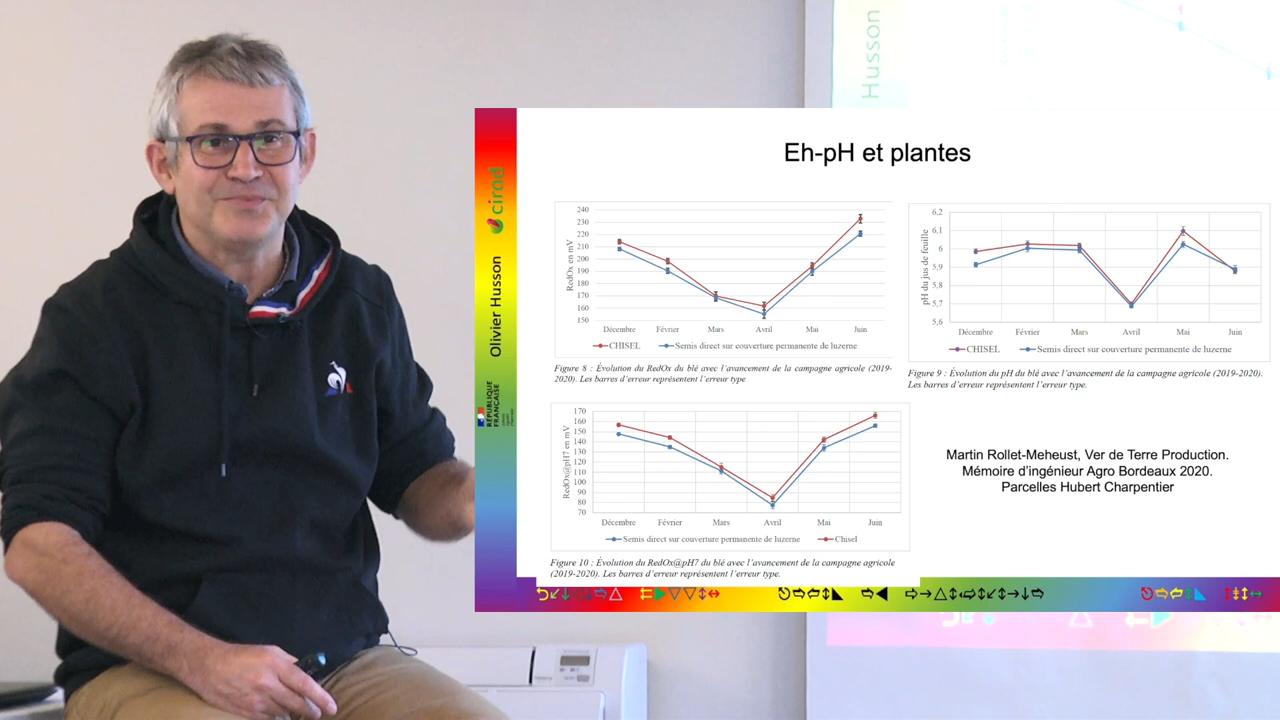 Husson
Eh-pH et plantes
cirad
Olivier Husson
RÉPUBLIQUE
FRANÇAISE
240
230
220
210
200
190
180
170
160
150
RedOx en mV
Décembre Février Mars Avril Mai Juin
CHISEL Semis direct sur couverture permanente de luzerne
Figure 8 : Évolution du RedOx du blé avec l'avancement de la campagne agricole (2019-
2020). Les barres d'erreur représentent l'erreur type
6,2
6,1
6
5,9
5,8
5,7
5,6
pH du jus de feuille
Décembre Février Mars Avril Mai Juin
CHISEL Semis direct sur couverture permanente de luzerne
Figure 9 : Évolution du pH du blé avec l'avancement de la campagne agricole (2019-2020).
Les barres d'erreur représentent l'erreur type.
170
160
150
140
130
120
110
100
90
80
70
RedOx@pH7 en mV
Décembre Février Mars Avril Mai Juin
Semis direct sur couverture permanente de luzerne Chisel
Figure 10 : Évolution du RedOx@pH7 du blé avec l'avancement de la campagne agricole
(2019-2020). Les barres d'erreur représentent l'erreur type.
Martin Rollet-Meheust, Ver de Terre Production.
Mémoire d'ingénieur Agro Bordeaux 2020.
Parcelles Hubert Charpentier